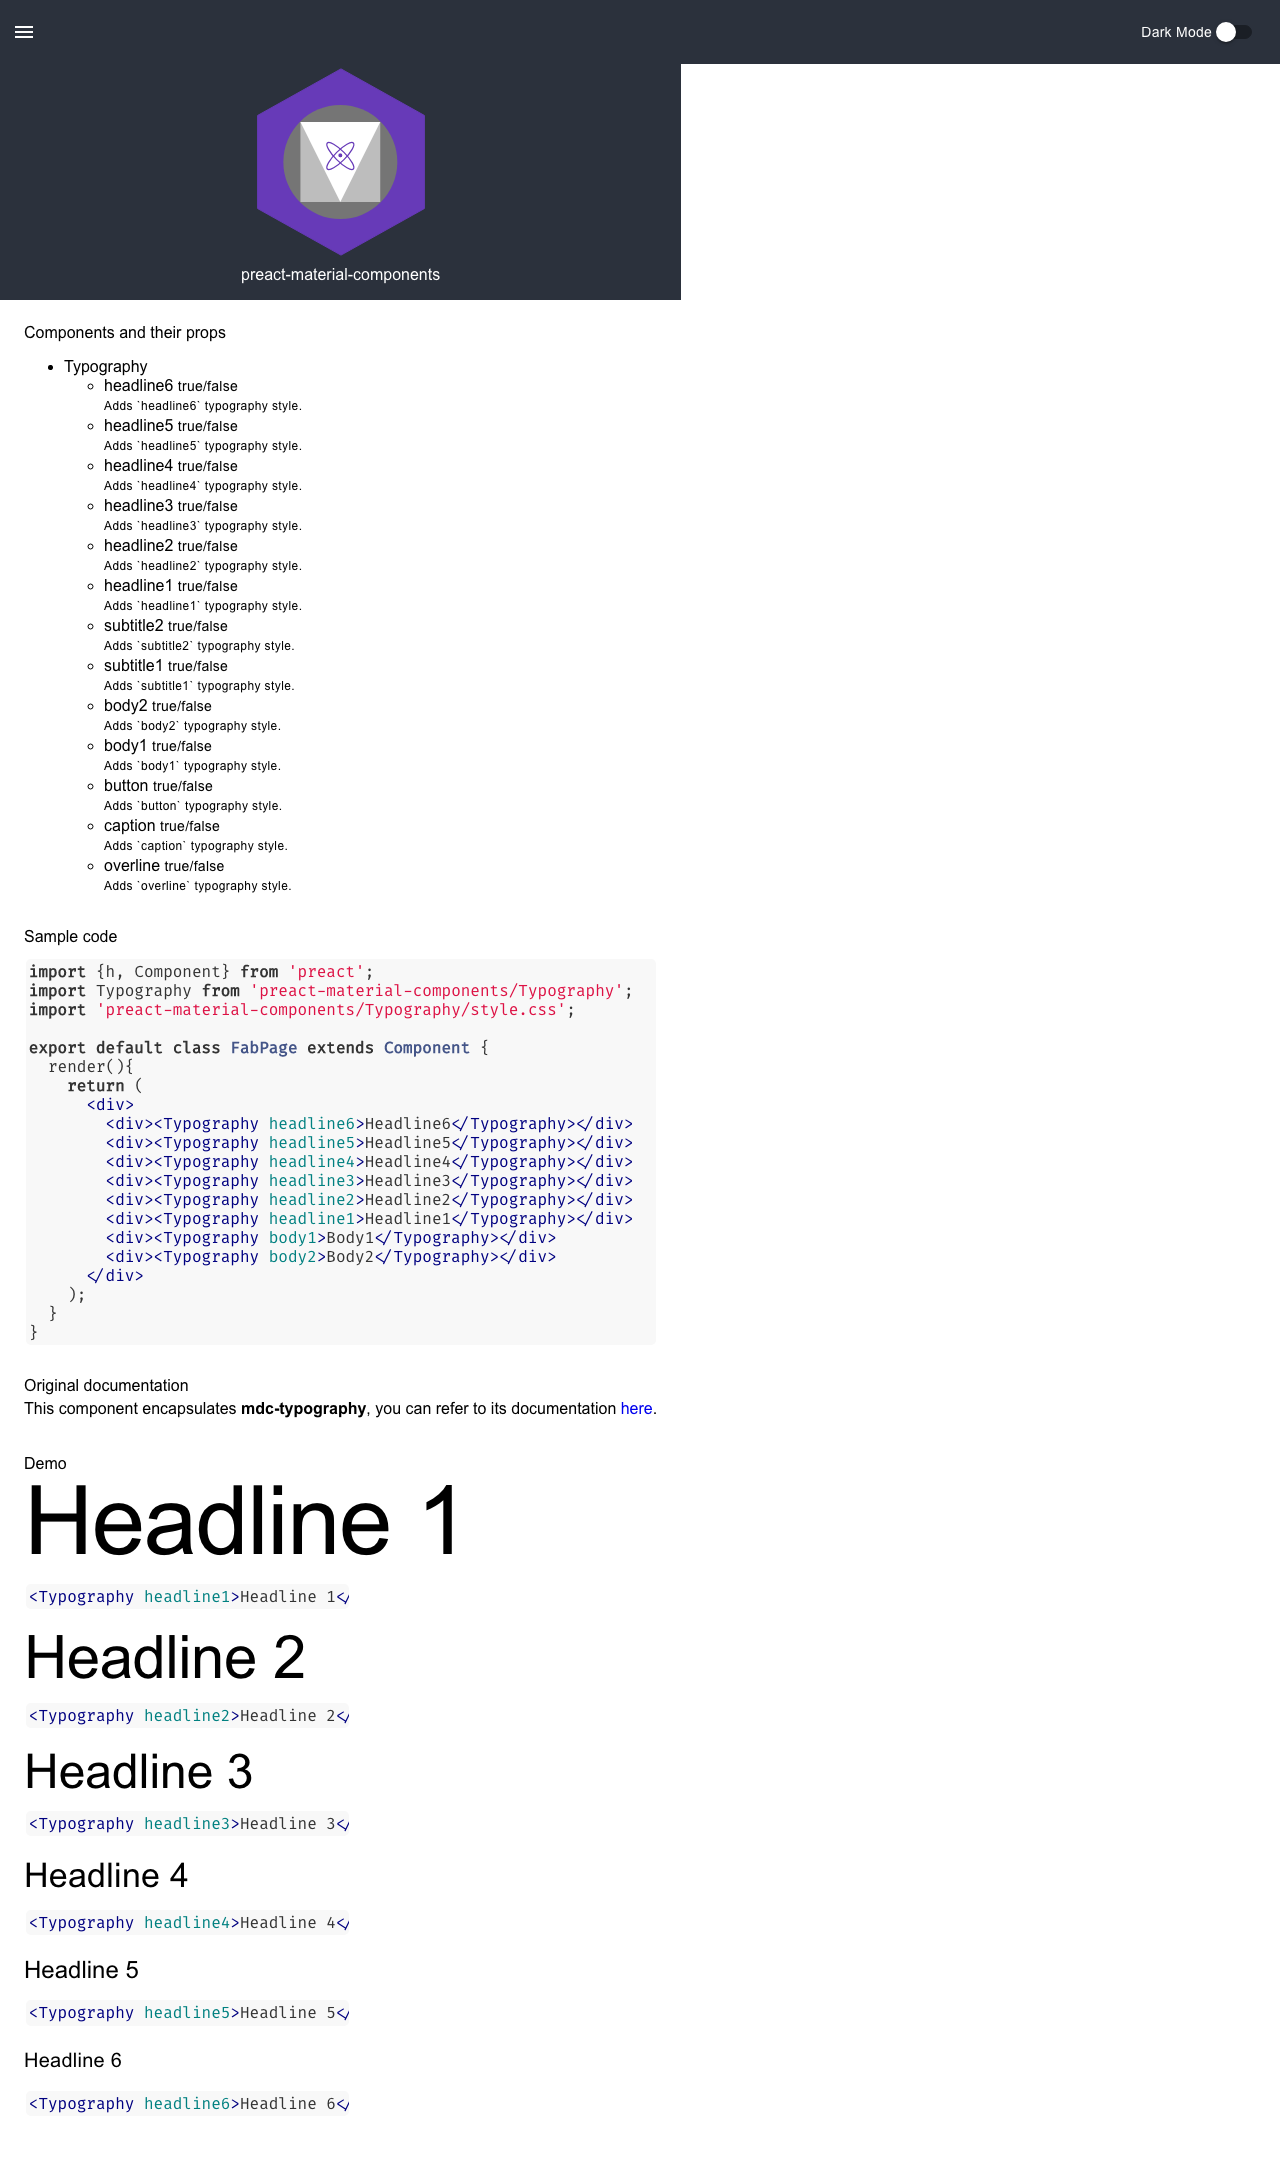 Dark Mode
preact-material-components
Components and their props
Typography
headline6 true/false
Adds `headline6` typography style.
headline5 true/false
Adds `headline5` typography style.
headline4 true/false
Adds `headline4` typography style.
headline3 true/false
Adds `headline3` typography style.
headline2 true/false
Adds `headline2` typography style.
headline1 true/false
Adds `headline1` typography style.
subtitle2 true/false
Adds `subtitle2` typography style.
subtitle1 true/false
Adds `subtitle1` typography style.
body2 true/false
Adds `body2` typography style.
body1 true/false
Adds `body1` typography style.
button true/false
Adds `button` typography style.
caption true/false
Adds `caption` typography style.
overline true/false
Adds `overline` typography style.
Sample code
import {h, Component} from 'preact';
import Typography from 'preact-material-components/Typography';
import 'preact-material-components/Typography/style.css';
export default class FabPage extends Component {
  render(){
    return (
      <div>
        <div><Typography headline6>Headline6</Typography></div>
        <div><Typography headline5>Headline5</Typography></div>
        <div><Typography headline4>Headline4</Typography></div>
        <div><Typography headline3>Headline3</Typography></div>
        <div><Typography headline2>Headline2</Typography></div>
        <div><Typography headline1>Headline1</Typography></div>
        <div><Typography body1>Body1</Typography></div>
        <div><Typography body2>Body2</Typography></div>
      </div>
    );
  }
}
Original documentation
This component encapsulates mdc-typography, you can refer to its documentation here.
Demo
Headline 1
<Typography headline1>Headline 1</
Headline 2
<Typography headline2>Headline 2</
Headline 3
<Typography headline3>Headline 3</
Headline 4
<Typography headline4>Headline 4</
Headline 5
<Typography headline5>Headline 5</
Headline 6
<Typography headline6>Headline 6</